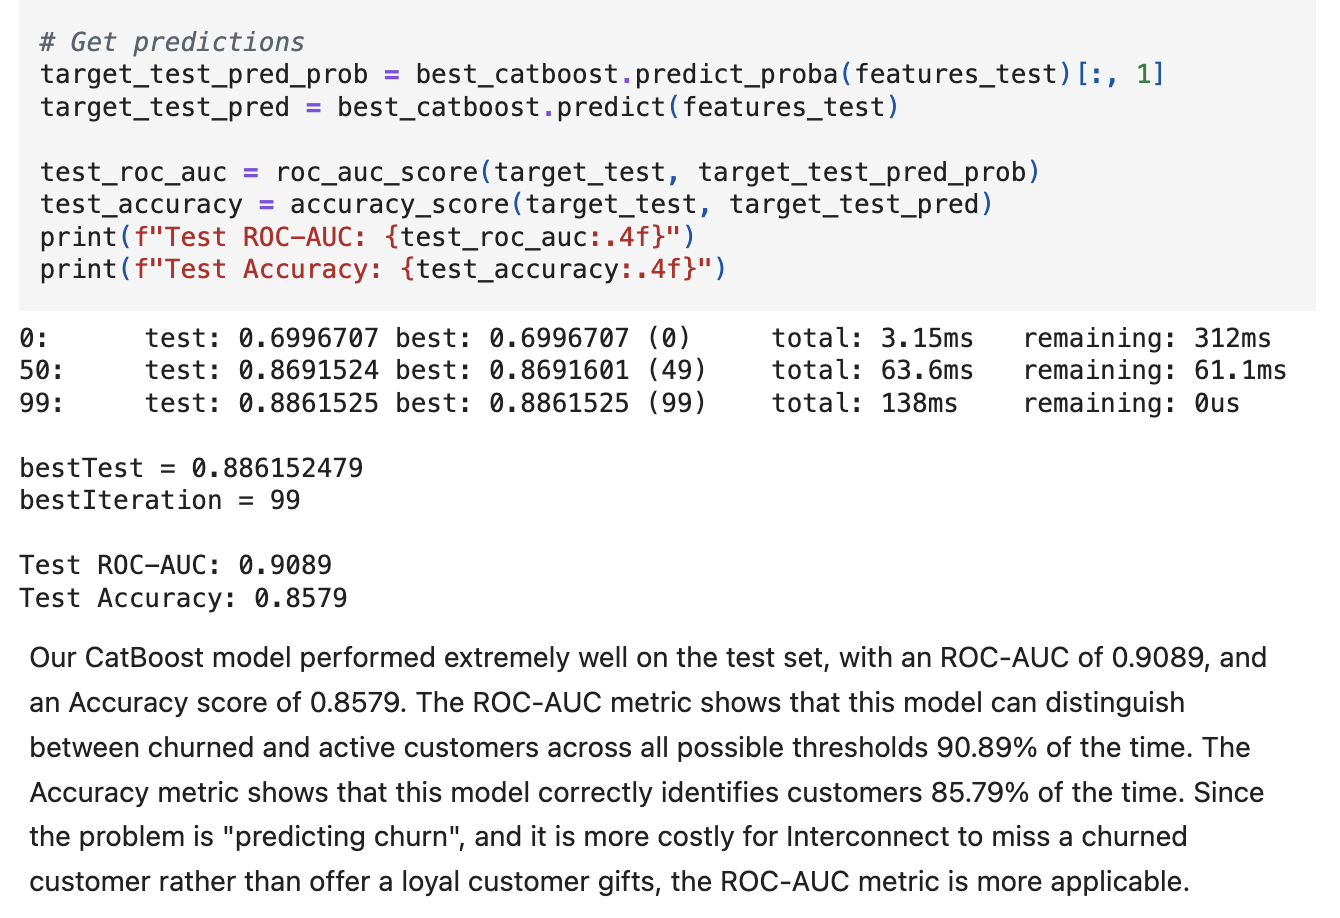 # Get predictions
target_test_pred_prob = best_catboost.predict_proba(features_test)[:, 1]
target_test_pred = best_catboost.predict(features_test)
test_roc_auc = roc_auc_score(target_test, target_test_pred_prob)
test_accuracy = accuracy_score(target_test, target_test_pred)
print(f"Test ROC-AUC: {test_roc_auc:.4f}")
print(f"Test Accuracy: {test_accuracy:.4f}")
0: test: 0.6996707 best: 0.6996707 (0) total: 3.15ms remaining: 312ms
50: test: 0.8691524 best: 0.8691601 (49) total: 63.6ms remaining: 61.1ms
99: test: 0.8861525 best: 0.8861525 (99) total: 138ms remaining: 0us
bestTest = 0.886152479
bestIteration = 99
Test ROC-AUC: 0.9089
Test Accuracy: 0.8579
Our CatBoost model performed extremely well on the test set, with an ROC-AUC of 0.9089, and
an Accuracy score of 0.8579. The ROC-AUC metric shows that this model can distinguish
between churned and active customers across all possible thresholds 90.89% of the time. The
Accuracy metric shows that this model correctly identifies customers 85.79% of the time. Since
the problem is "predicting churn", and it is more costly for Interconnect to miss a churned
customer rather than offer a loyal customer gifts, the ROC-AUC metric is more applicable.